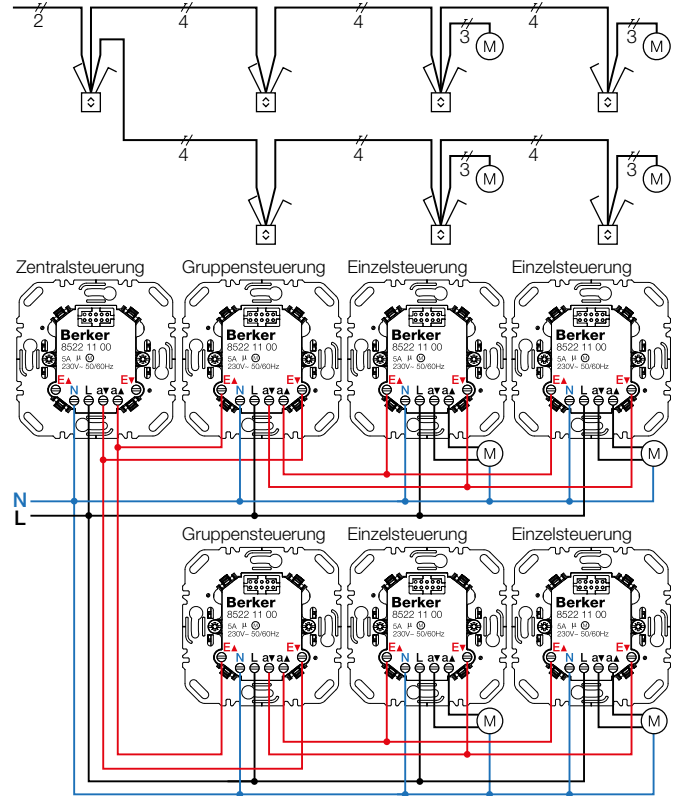 2 4 4 3 M 4 3 M
4 4 3 M 4 3 M
Zentralsteuerung Gruppensteuerung Einzelsteuerung Einzelsteuerung
Berker Berker Berker Berker
8522 11 00 8522 11 00 8522 11 00 8522 11 00
5A µ M 5A µ M 5A µ M 5A µ M
230V~ 50/60Hz 230V~ 50/60Hz 230V~ 50/60Hz 230V~ 50/60Hz
E▲ N L a▼ a▲ E▼ E▲ N L a▼ a▲ E▼ E▲ N L a▼ a▲ E▼ E▲ N L a▼ a▲ E▼
M M
N
L
Gruppensteuerung Einzelsteuerung Einzelsteuerung
Berker Berker Berker
8522 11 00 8522 11 00 8522 11 00
5A µ M 5A µ M 5A µ M
230V~ 50/60Hz 230V~ 50/60Hz 230V~ 50/60Hz
E▲ N L a▼ a▲ E▼ E▲ N L a▼ a▲ E▼ E▲ N L a▼ a▲ E▼
M M